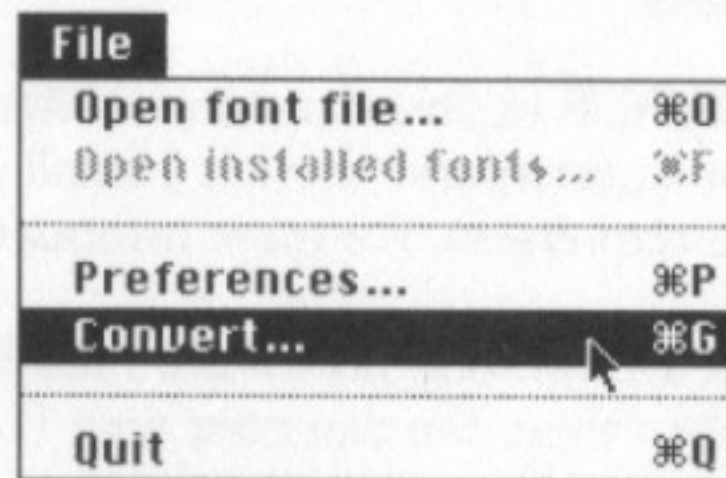 File
Open font file... ⌘O
Open installed fonts... ⌘F
Preferences... ⌘P
Convert... ⌘G
Quit ⌘Q